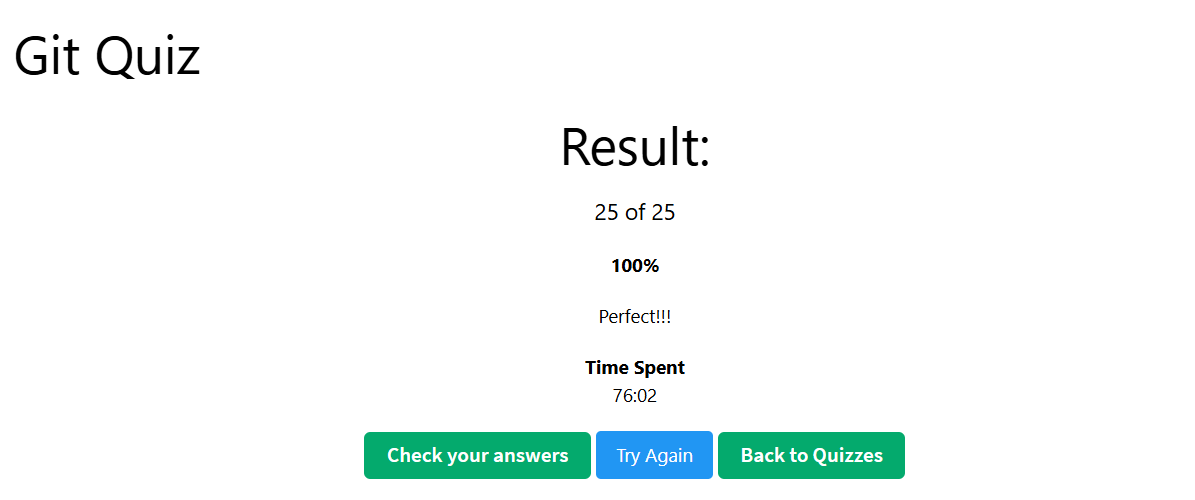 Git Quiz
Result:
25 of 25
100%
Perfect!!!
Time Spent
76:02
Check your answers Try Again Back to Quizzes